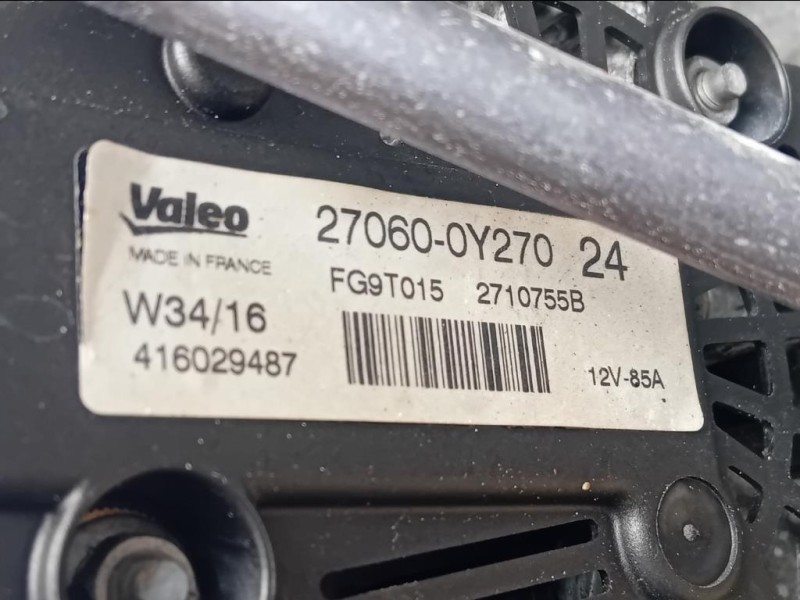 Valeo
MADE IN FRANCE
27060-0Y270 24
FG9T015 2710755B
W34/16
416029487
12V-85A